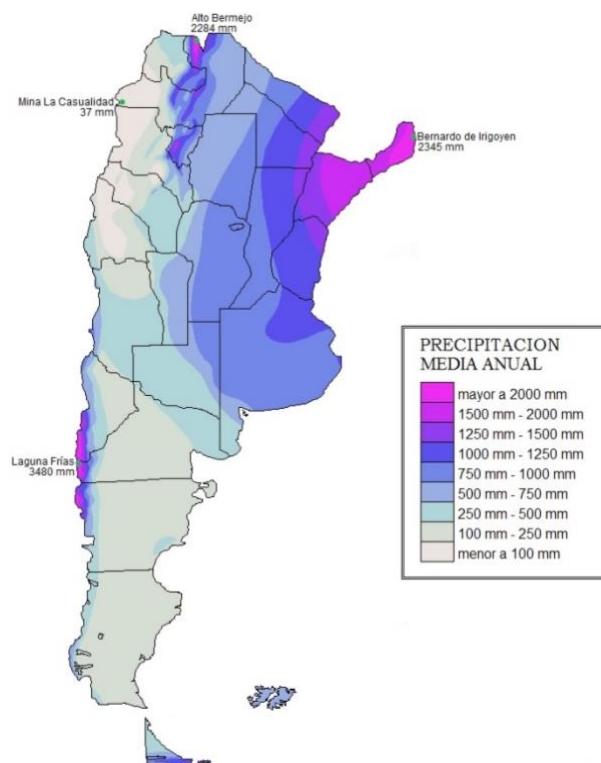 Alto Bermejo
2284 mm
Mina La Casualidad
37 mm
Bernardo de Irigoyen
2345 mm
Laguna Frías
3480 mm
PRECIPITACION
MEDIA ANUAL
mayor a 2000 mm
1500 mm - 2000 mm
1250 mm - 1500 mm
1000 mm - 1250 mm
750 mm - 1000 mm
500 mm - 750 mm
250 mm - 500 mm
100 mm - 250 mm
menor a 100 mm